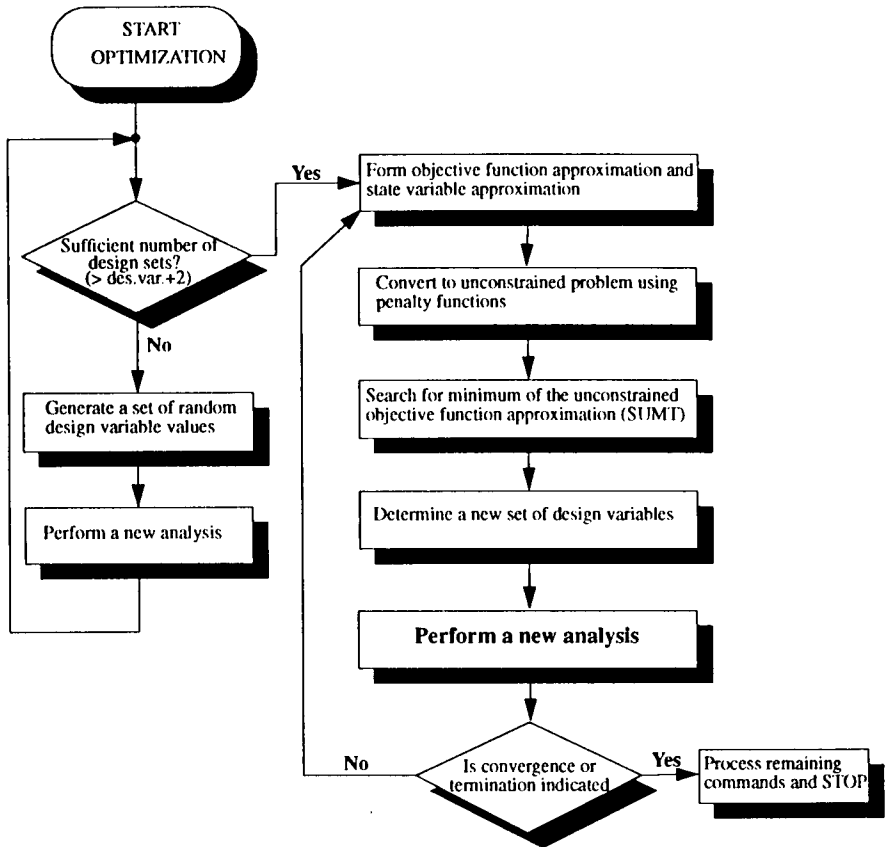 START
OPTIMIZATION
Sufficient number of
design sets?
(> des.var.+2)
Yes
No
Generate a set of random
design variable values
Perform a new analysis
Form objective function approximation and
state variable approximation
Convert to unconstrained problem using
penalty functions
Search for minimum of the unconstrained
objective function approximation (SUMT)
Determine a new set of design variables
Perform a new analysis
Is convergence or
termination indicated
No
Yes
Process remaining
commands and STOP